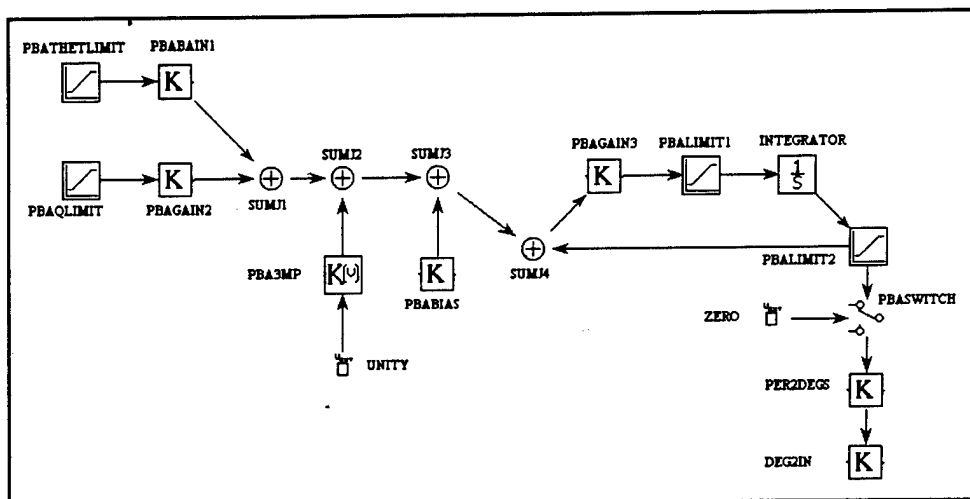 PBATHETLIMIT
PBABAIN1
K
SUMJ2
SUMJ3
PBAGAIN3
PBALIMIT1
INTEGRATOR
K
K
1
S
PBAQLIMIT
PBAGAIN2
SUMJ1
PBA3MP
K(V)
K
PBABIAS
SUMJ4
PBALIMIT2
PBASWITCH
ZERO
UNITY
PER2DEGS
K
DEG2IN
K